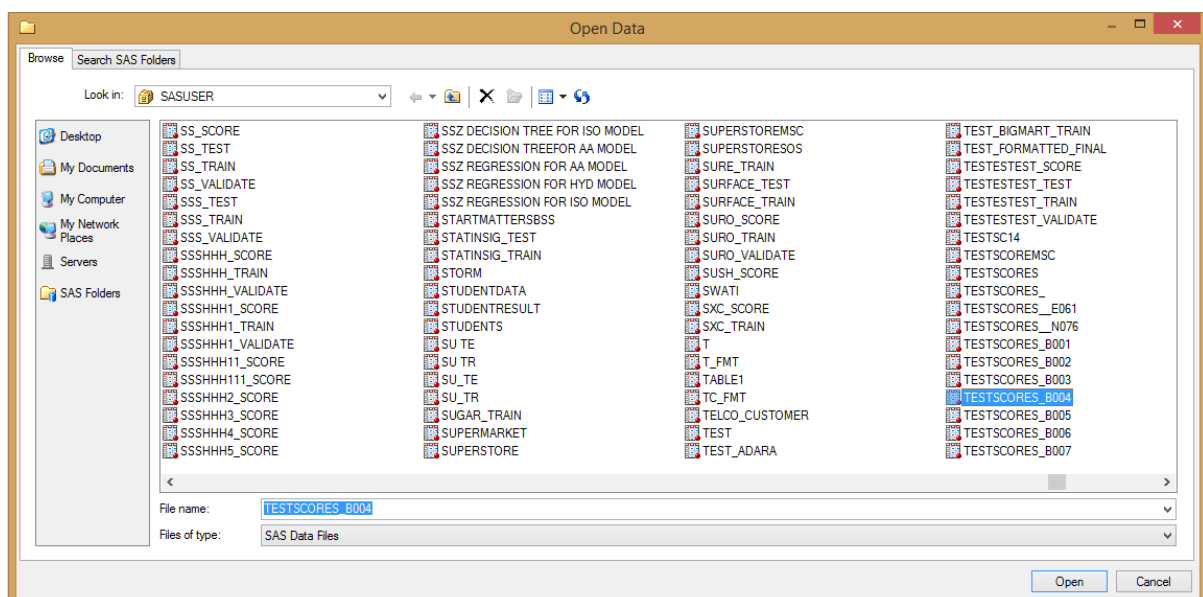 Open Data
Browse
Search SAS Folders
Look in:
SASUSER
Desktop
My Documents
My Computer
My Network
Places
Servers
SAS Folders
SS_SCORE
SS_TEST
SS_TRAIN
SS_VALIDATE
SSS_TEST
SSS_TRAIN
SSS_VALIDATE
SSSHHH_SCORE
SSSHHH_TRAIN
SSSHHH_VALIDATE
SSSHHH1_SCORE
SSSHHH1_TRAIN
SSSHHH1_VALIDATE
SSSHHH11_SCORE
SSSHHH111_SCORE
SSSHHH2_SCORE
SSSHHH3_SCORE
SSSHHH4_SCORE
SSSHHH5_SCORE
SSZ DECISION TREE FOR ISO MODEL
SSZ DECISION TREEFOR AA MODEL
SSZ REGRESSION FOR AA MODEL
SSZ REGRESSION FOR HYD MODEL
SSZ REGRESSION FOR ISO MODEL
STARTMATTERSBSS
STATINSIG_TEST
STATINSIG_TRAIN
STORM
STUDENTDATA
STUDENTRESULT
STUDENTS
SU TE
SU TR
SU_TE
SU_TR
SUGAR_TRAIN
SUPERMARKET
SUPERSTORE
SUPERSTOREMSC
SUPERSTORESOS
SURE_TRAIN
SURFACE_TEST
SURFACE_TRAIN
SURO_SCORE
SURO_TRAIN
SURO_VALIDATE
SUSH_SCORE
SWATI
SXC_SCORE
SXC_TRAIN
T
T_FMT
TABLE1
TC_FMT
TELCO_CUSTOMER
TEST
TEST_ADARA
TEST_BIGMART_TRAIN
TEST_FORMATTED_FINAL
TESTESTEST_SCORE
TESTESTEST_TEST
TESTESTEST_TRAIN
TESTESTEST_VALIDATE
TESTSC14
TESTSCOREMSC
TESTSCORES
TESTSCORES_
TESTSCORES__E061
TESTSCORES__N076
TESTSCORES_B001
TESTSCORES_B002
TESTSCORES_B003
TESTSCORES_B004
TESTSCORES_B005
TESTSCORES_B006
TESTSCORES_B007
File name:
TESTSCORES_B004
Files of type:
SAS Data Files
Open
Cancel